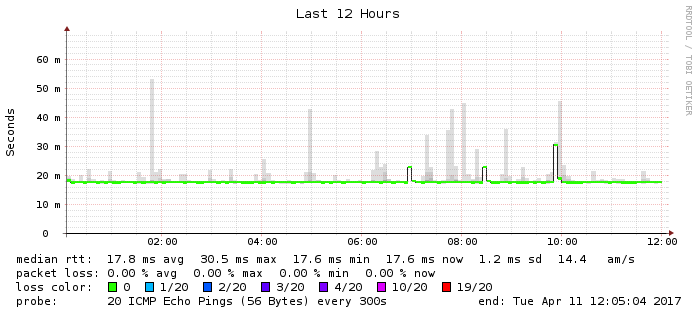 Last 12 Hours
RRDTOOL / TOBI OETIKER
Seconds
60 m
50 m
40 m
30 m
20 m
10 m
0
02:00 04:00 06:00 08:00 10:00 12:00
median rtt: 17.8 ms avg 30.5 ms max 17.6 ms min 17.6 ms now 1.2 ms sd 14.4 am/s
packet loss: 0.00 % avg 0.00 % max 0.00 % min 0.00 % now
loss color: 0 1/20 2/20 3/20 4/20 10/20 19/20
probe: 20 ICMP Echo Pings (56 Bytes) every 300s end: Tue Apr 11 12:05:04 2017